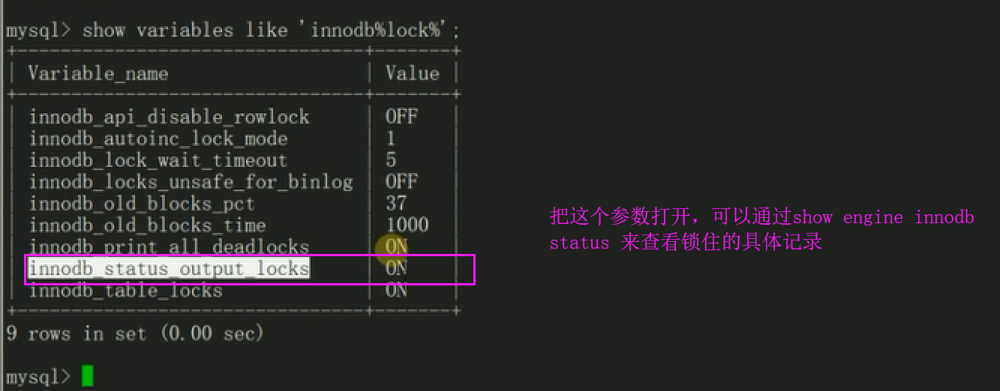 mysql> show variables like 'innodb%lock%';
+--------------------------------+-------+
| Variable_name | Value |
+--------------------------------+-------+
| innodb_api_disable_rowlock | OFF |
| innodb_autoinc_lock_mode | 1 |
| innodb_lock_wait_timeout | 5 |
| innodb_locks_unsafe_for_binlog | OFF |
| innodb_old_blocks_pct | 37 |
| innodb_old_blocks_time | 1000 |
| innodb_print_all_deadlocks | ON |
| innodb_status_output_locks | ON |
| innodb_table_locks | ON |
+--------------------------------+-------+
9 rows in set (0.00 sec)
mysql>
把这个参数打开，可以通过show engine innodb
status 来查看锁住的具体记录